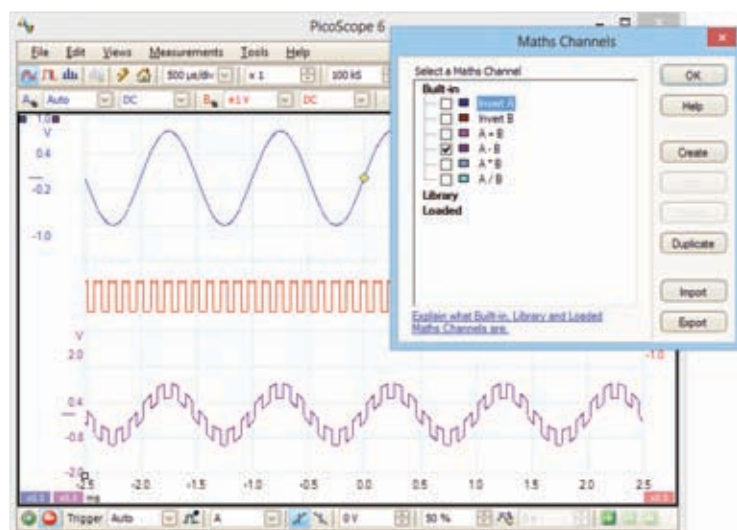 PicoScope 6
File Edit Views Measurements Tools Help
500 µs/div x 1 100 kS
A Auto DC B ±1 V DC
1.0
V
0.4
-0.2
-1.0
V
2.0
0.4
-0.8
-2.0
-1.0
-2.5 -2.0 -1.5 -1.0 -0.5 0.0 0.5 1.0 1.5 2.0 2.5
ms
Trigger Auto A 0 V 50 %
Maths Channels
Select a Maths Channel
Built-in
Invert A
Invert B
A + B
A - B
A * B
A / B
Library
Loaded
Explain what Built-in, Library and Loaded
Maths Channels are.
OK
Help
Create
Duplicate
Import
Export